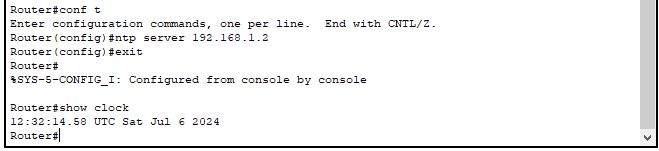 Router#conf t
Enter configuration commands, one per line.  End with CNTL/Z.
Router(config)#ntp server 192.168.1.2
Router(config)#exit
Router#
%SYS-5-CONFIG_I: Configured from console by console
Router#show clock
12:32:14.58 UTC Sat Jul 6 2024
Router#